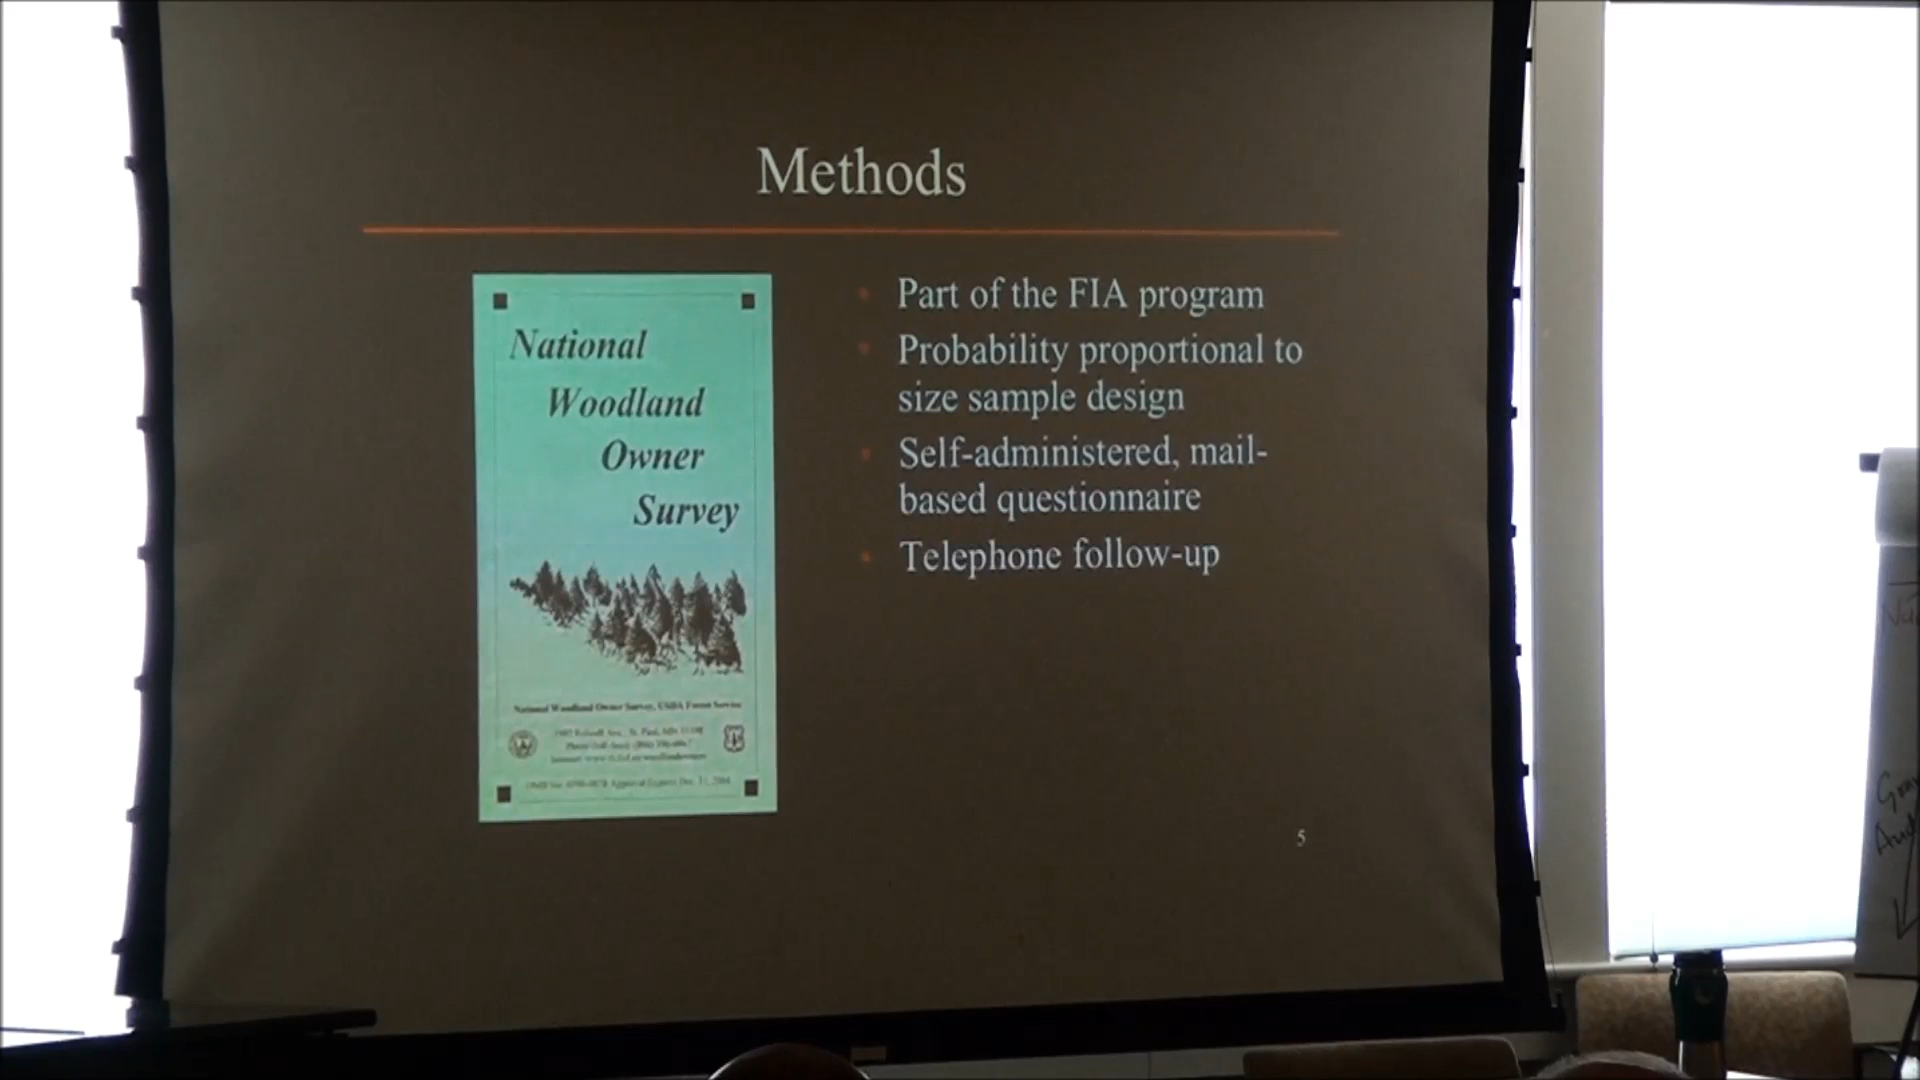 Methods
National
Woodland
Owner
Survey
National Woodland Owner Survey, USDA Forest Service
Part of the FIA program
Probability proportional to
size sample design
Self-administered, mail-
based questionnaire
Telephone follow-up
5